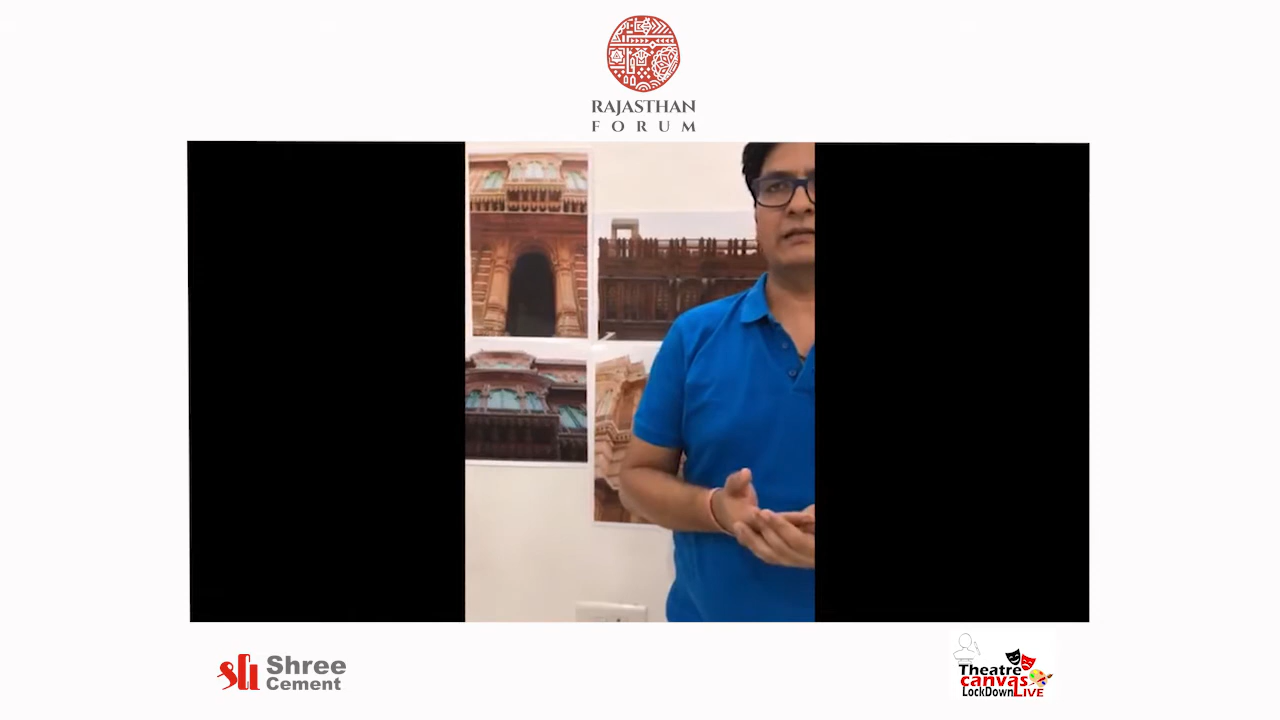 RAJASTHAN
FORUM
Shree
Cement
Theatre
canvas
LockDown LIVE